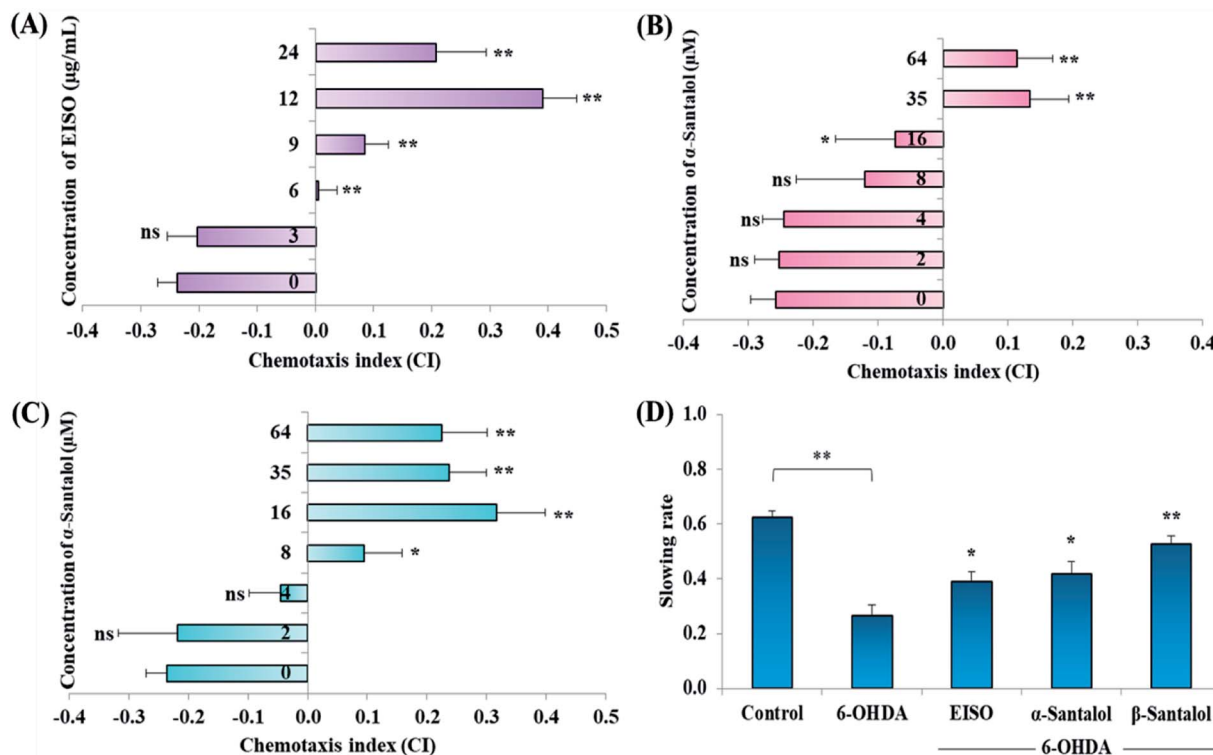 (A)
Concentration of EISO (µg/mL)
24
**
12
**
9
**
6
**
ns
3
0
-0.4 -0.3 -0.2 -0.1 0.0 0.1 0.2 0.3 0.4 0.5
Chemotaxis index (CI)
(B)
Concentration of α-Santalol (µM)
64
**
35
**
*
16
ns
8
ns
4
ns
2
0
-0.4 -0.3 -0.2 -0.1 0.0 0.1 0.2 0.3 0.4
Chemotaxis index (CI)
(C)
Concentration of α-Santalol (µM)
64
**
35
**
16
**
8
*
ns
4
ns
2
0
-0.4 -0.3 -0.2 -0.1 0.0 0.1 0.2 0.3 0.4 0.5
Chemotaxis index (CI)
(D)
Slowing rate
1.0
0.8
0.6
0.4
0.2
0.0
**
*
*
**
Control 6-OHDA EISO α-Santalol β-Santalol
6-OHDA